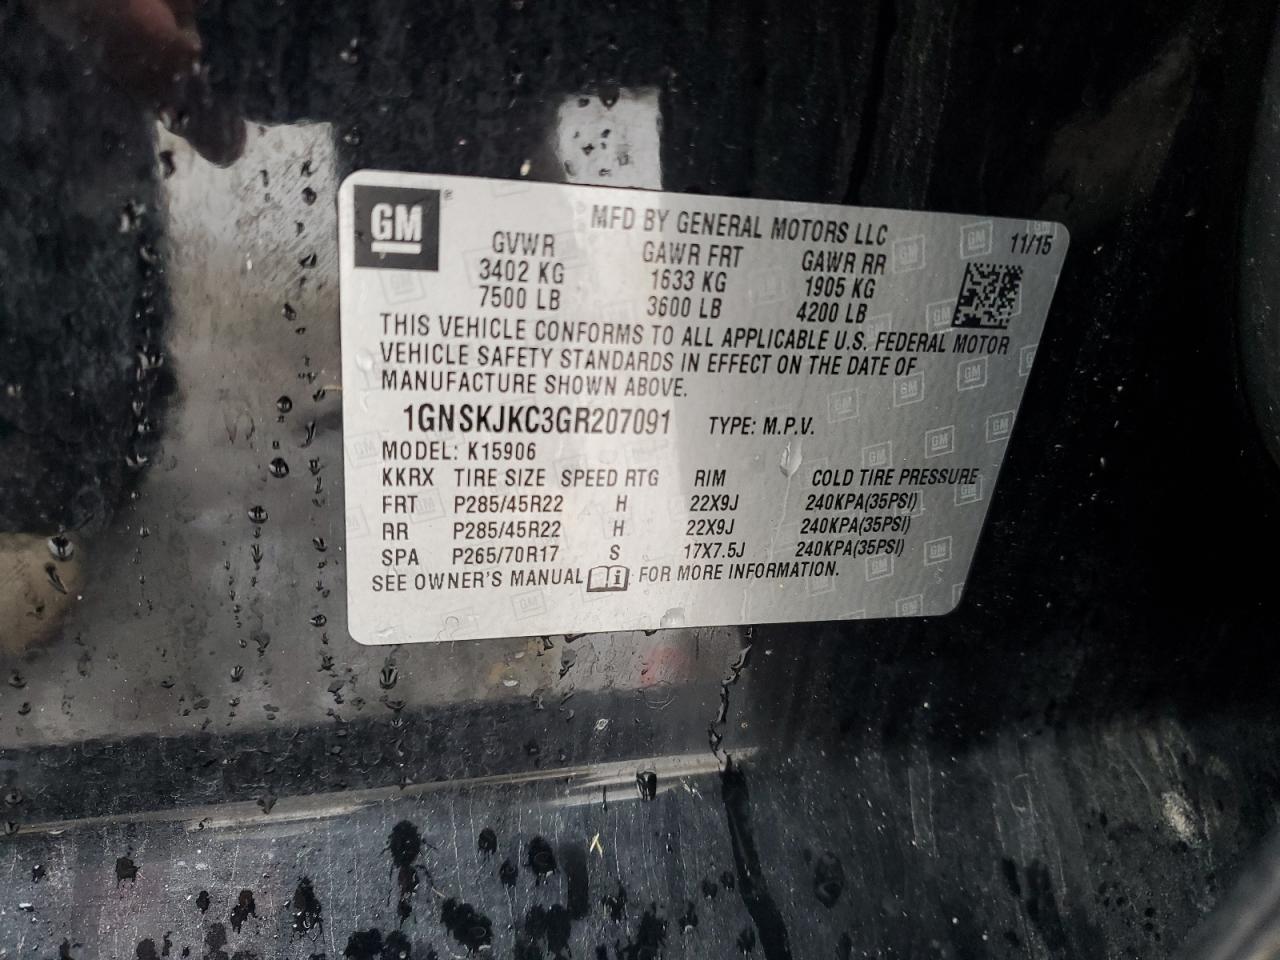 GM ®
MFD BY GENERAL MOTORS LLC 11/15
GVWR GAWR FRT GAWR RR
3402 KG 1633 KG 1905 KG
7500 LB 3600 LB 4200 LB
THIS VEHICLE CONFORMS TO ALL APPLICABLE U.S. FEDERAL MOTOR
VEHICLE SAFETY STANDARDS IN EFFECT ON THE DATE OF
MANUFACTURE SHOWN ABOVE.
1GNSKJKC3GR207091 TYPE: M.P.V.
MODEL: K15906
KKRX TIRE SIZE SPEED RTG RIM COLD TIRE PRESSURE
FRT P285/45R22 H 22X9J 240KPA(35PSI)
RR P285/45R22 H 22X9J 240KPA(35PSI)
SPA P265/70R17 S 17X7.5J 240KPA(35PSI)
SEE OWNER'S MANUAL i FOR MORE INFORMATION.